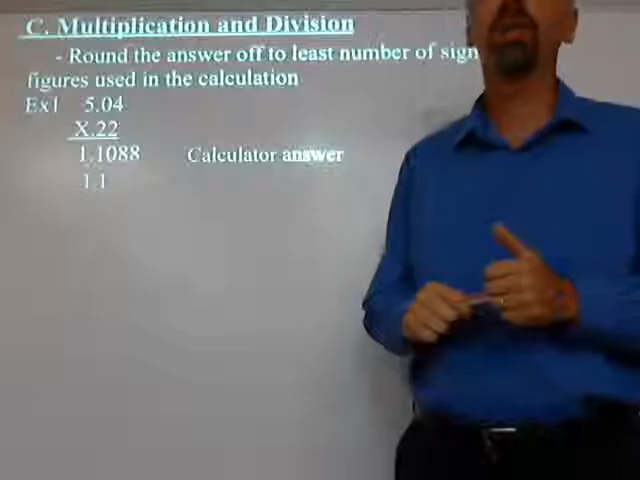 C. Multiplication and Division
- Round the answer off to least number of sign
figures used in the calculation
Ex1 5.04
X.22
1.1088 Calculator answer
1.1